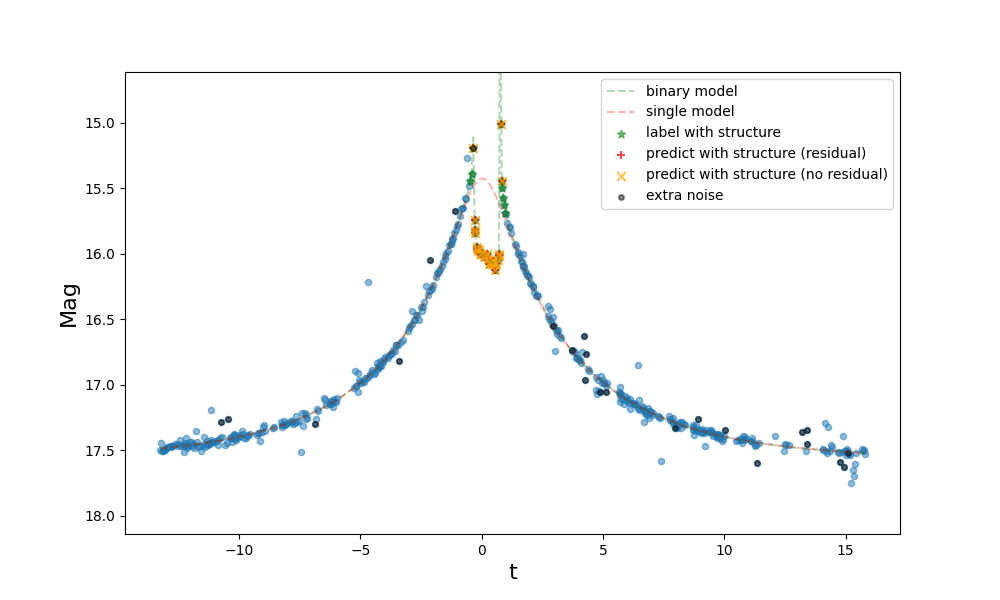 binary model
single model
label with structure
predict with structure (residual)
predict with structure (no residual)
extra noise
15.0
15.5
16.0
16.5
17.0
17.5
18.0
Mag
−10 −5 0 5 10 15
t